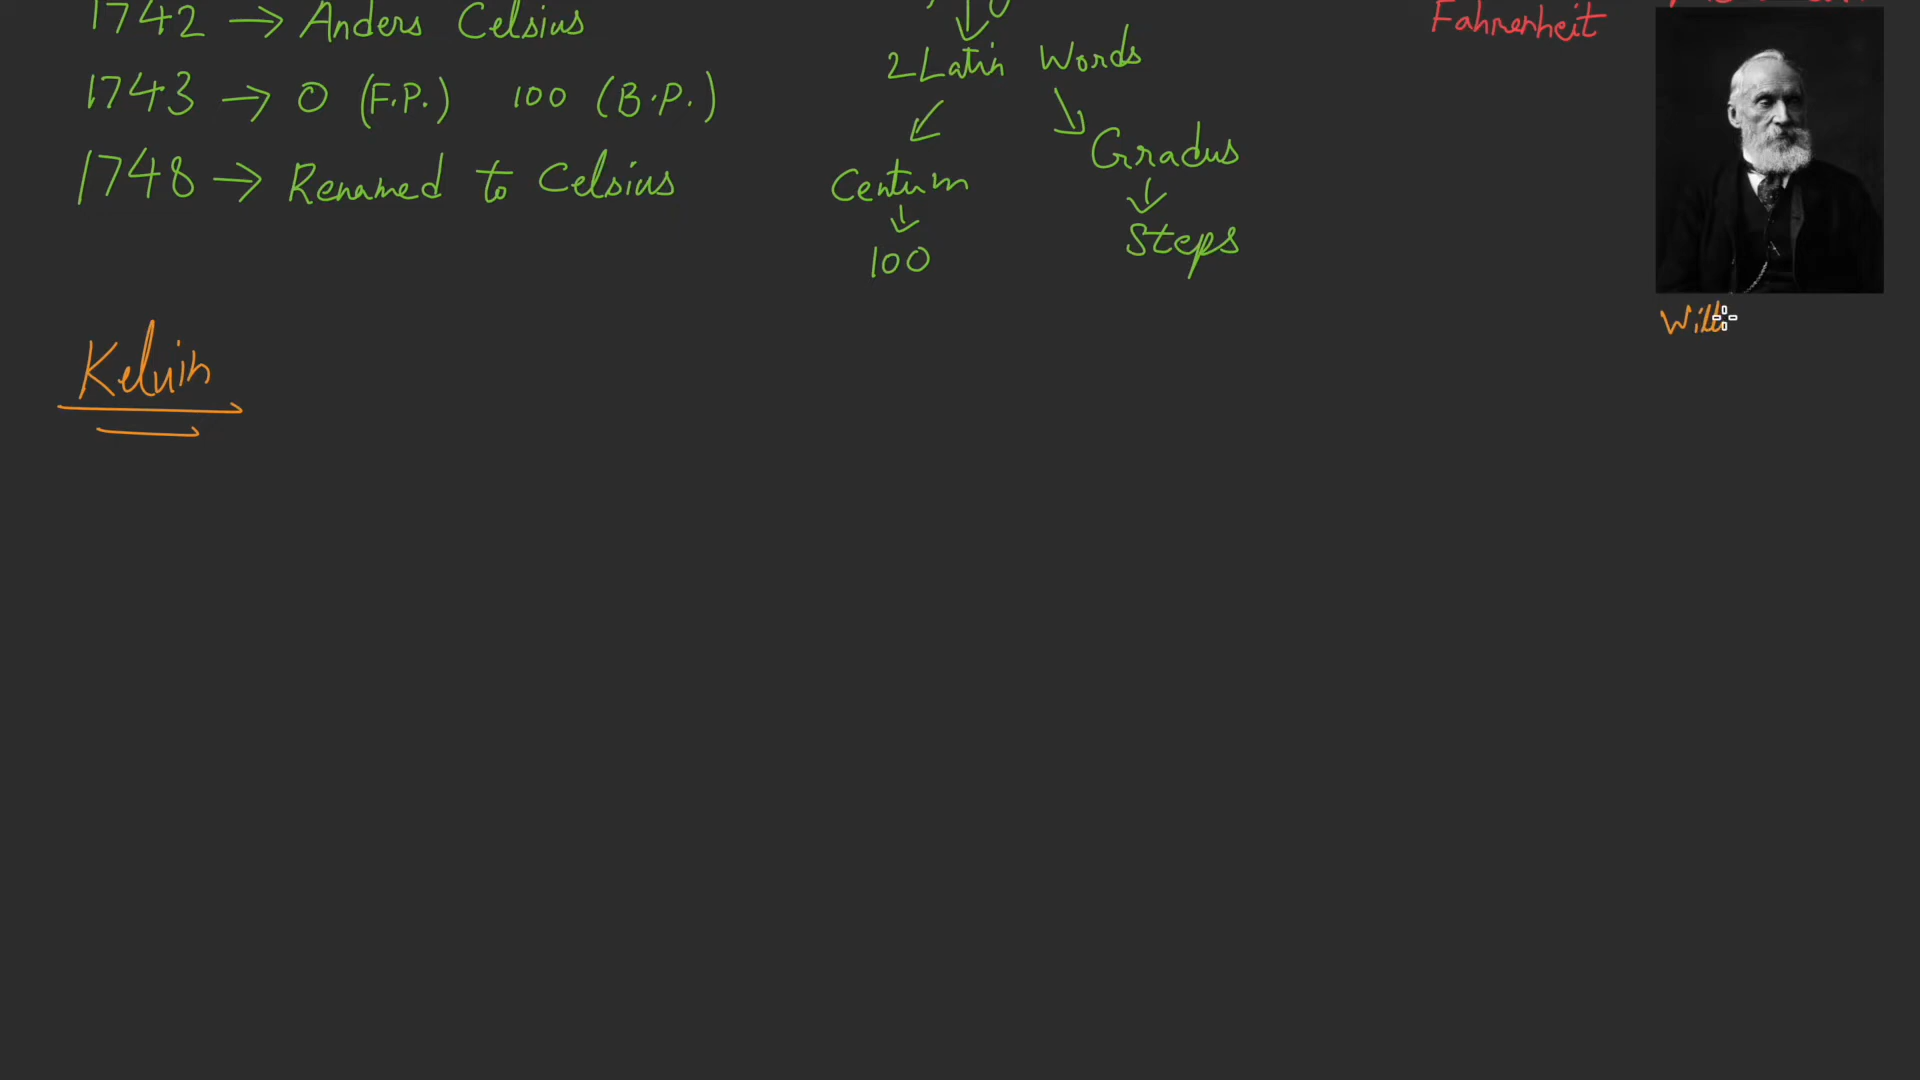 1742 → Anders Celsius
1743 → 0 (F.P.) 100 (B.P.)
1748 → Renamed to Celsius
2 Latin Words
Centum
100
Gradus
Steps
Fahrenheit
Will
Kelvin